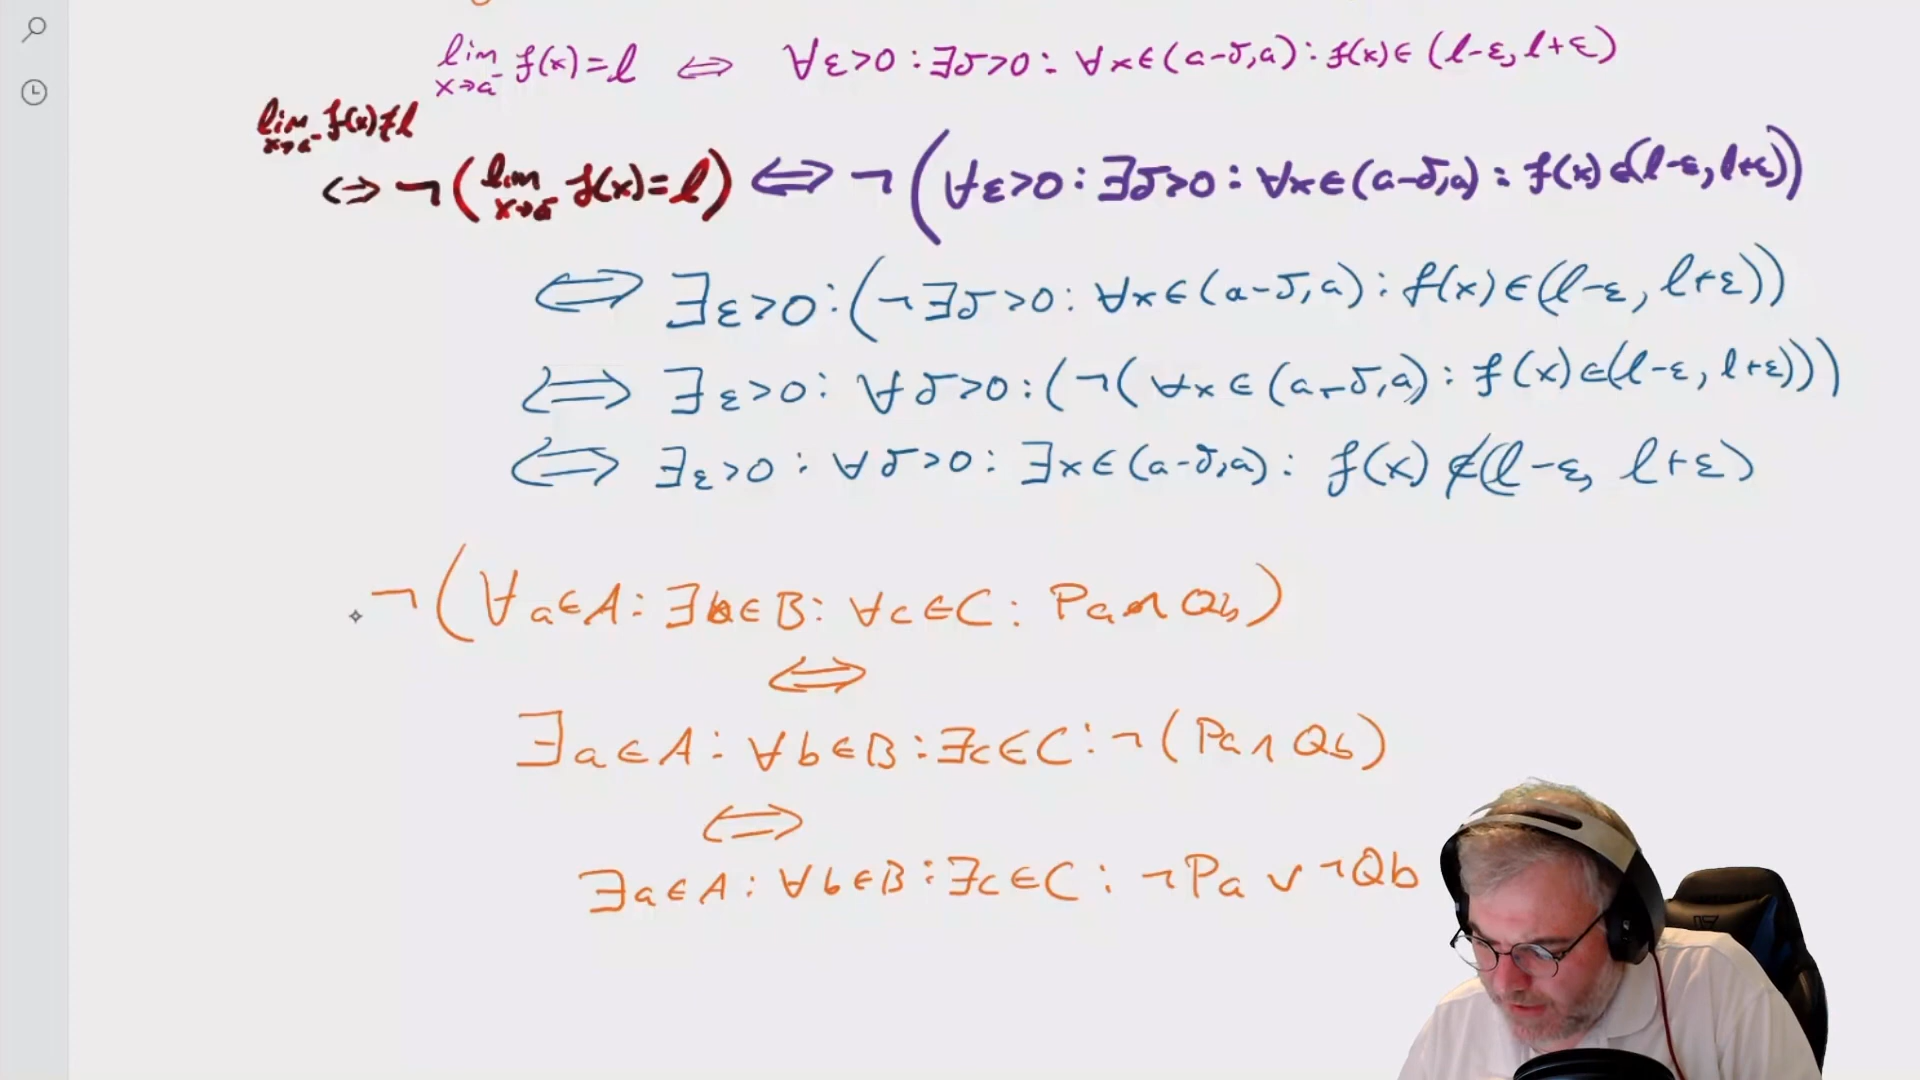 lim x→a⁻ f(x)=l ⇔ ∀ε>0 : ∃δ>0 : ∀x∈(a-δ,a) : f(x)∈(l-ε, l+ε)
lim x→a⁻ f(x)≠l
⇔ ¬(lim x→a⁻ f(x)=l) ⇔ ¬(∀ε>0 : ∃δ>0 : ∀x∈(a-δ,a) : f(x)∈(l-ε, l+ε))
⇔ ∃ε>0 : (¬∃δ>0 : ∀x∈(a-δ,a) : f(x)∈(l-ε, l+ε))
⇔ ∃ε>0 : ∀δ>0 : (¬(∀x∈(a-δ,a) : f(x)∈(l-ε, l+ε)))
⇔ ∃ε>0 : ∀δ>0 : ∃x∈(a-δ,a) : f(x)∉(l-ε, l+ε)
¬(∀a∈A : ∃b∈B : ∀c∈C : Pa∧Qb)
⇔
∃a∈A : ∀b∈B : ∃c∈C : ¬(Pa∧Qb)
⇔
∃a∈A : ∀b∈B : ∃c∈C : ¬Pa ∨ ¬Qb